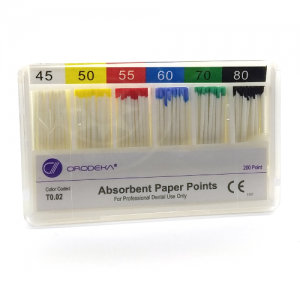 45 50 55 60 70 80
ORODEKA®
200 Point
Color Coded
T0.02
Absorbent Paper Points
For Professional Dental Use Only
CE